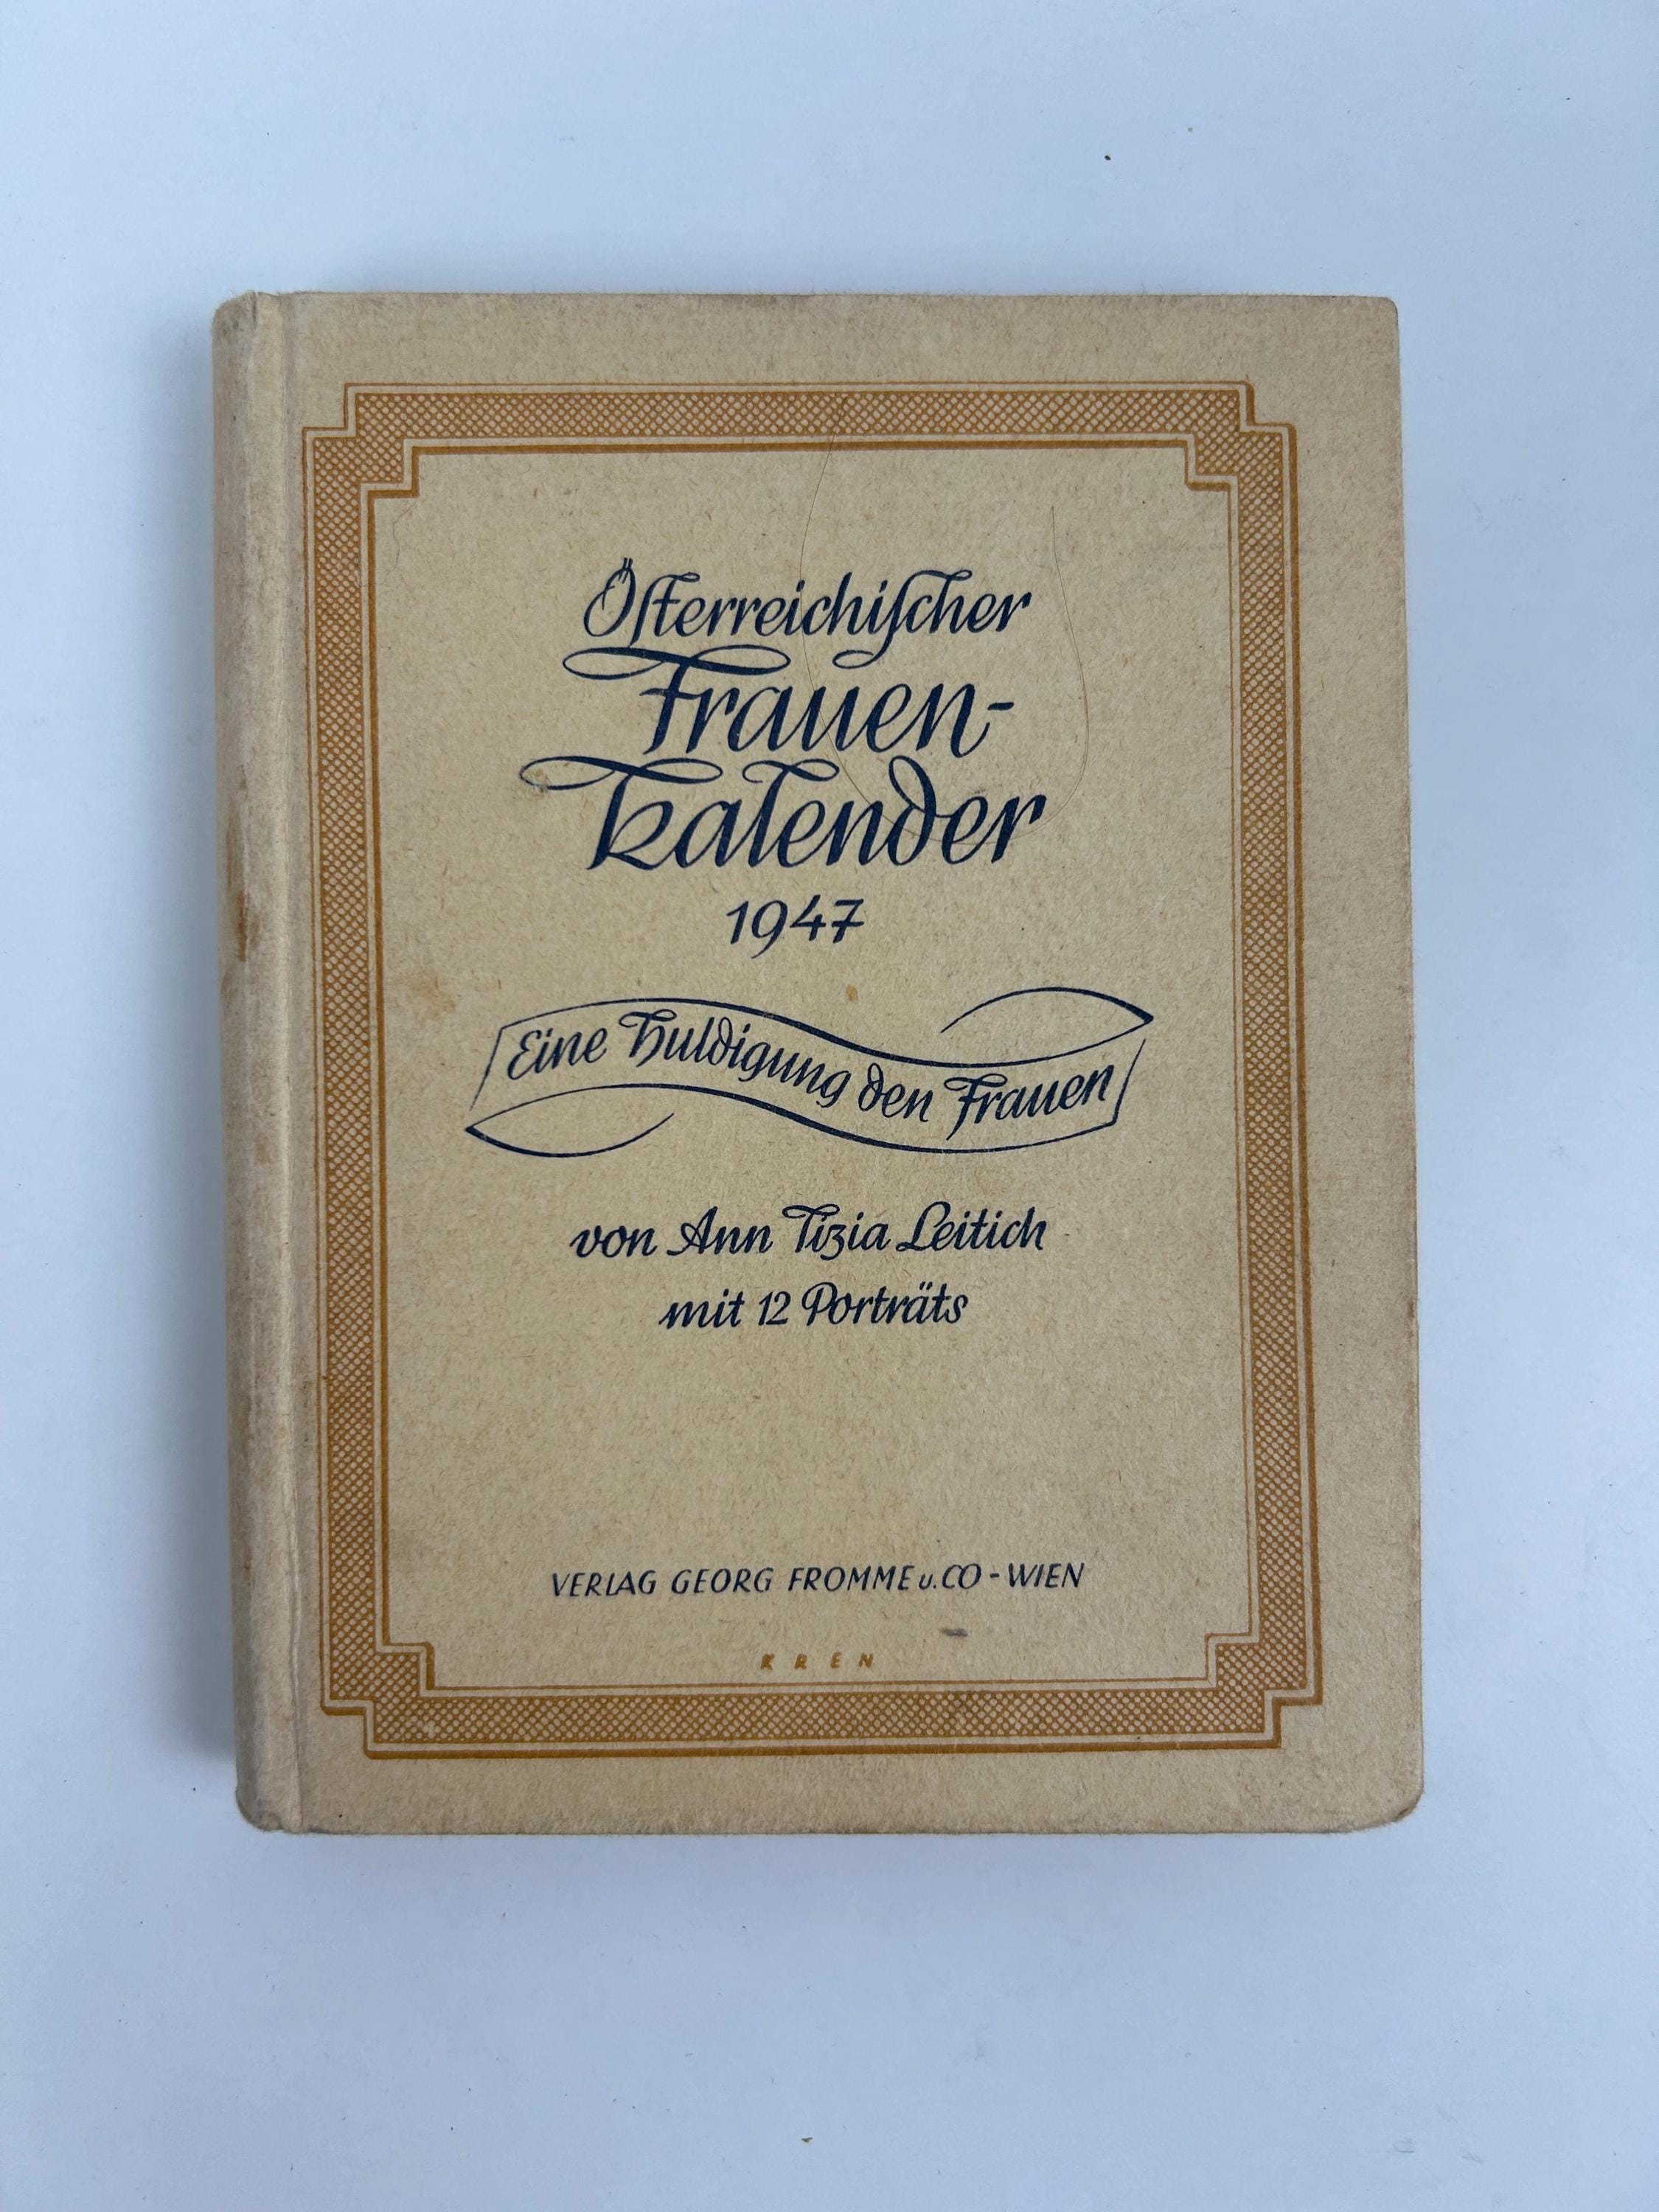 Öſterreichiſcher
Frauen-
kalender
1947
Eine Huldigung den Frauen
von Ann Tizia Leitich
mit 12 Porträts
VERLAG GEORG FROMME u. CO - WIEN
KREN